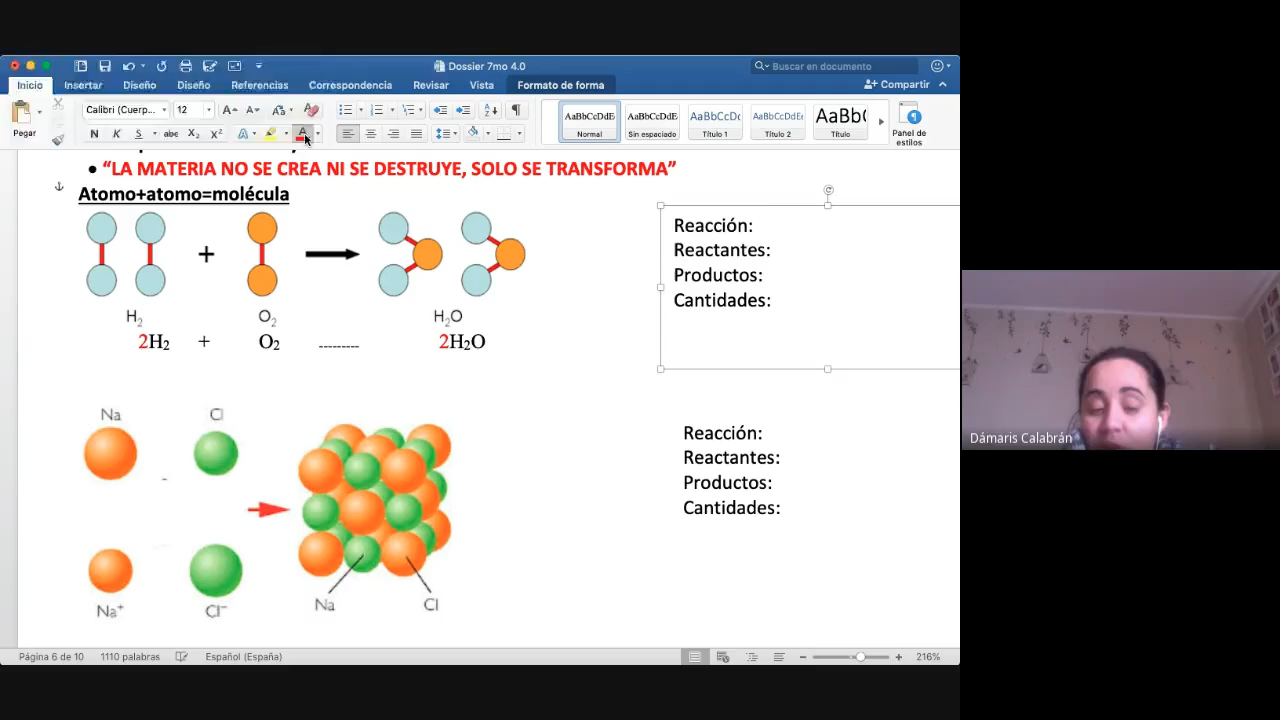 Dossier 7mo 4.0
Buscar en documento
Inicio Insertar Diseño Diseño Referencias Correspondencia Revisar Vista Formato de forma
Compartir
Pegar
Calibri (Cuerp... 12
N K S abc X₂ X²
AaBbCcDdE AaBbCcDdE AaBbCcDc AaBbCcDdE AaBbC
Normal Sin espaciado Título 1 Título 2 Título
Panel de estilos
• “LA MATERIA NO SE CREA NI SE DESTRUYE, SOLO SE TRANSFORMA”
Atomo+atomo=molécula
+
H₂ O₂ H₂O
2H₂ + O₂ --------- 2H₂O
Reacción:
Reactantes:
Productos:
Cantidades:
Na Cl
Na⁺ Cl⁻
Na Cl
Reacción:
Reactantes:
Productos:
Cantidades:
Página 6 de 10 1110 palabras Español (España) 216%
Dámaris Calabrán